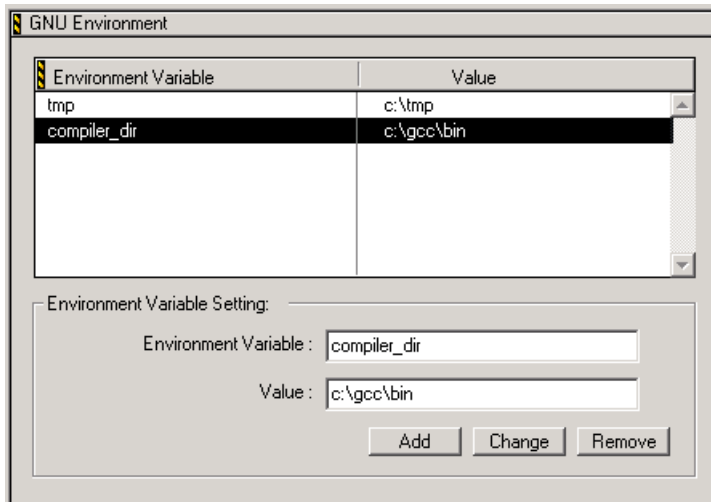 GNU Environment
Environment Variable Value
tmp c:\tmp
compiler_dir c:\gcc\bin
Environment Variable Setting:
Environment Variable : compiler_dir
Value : c:\gcc\bin
Add Change Remove